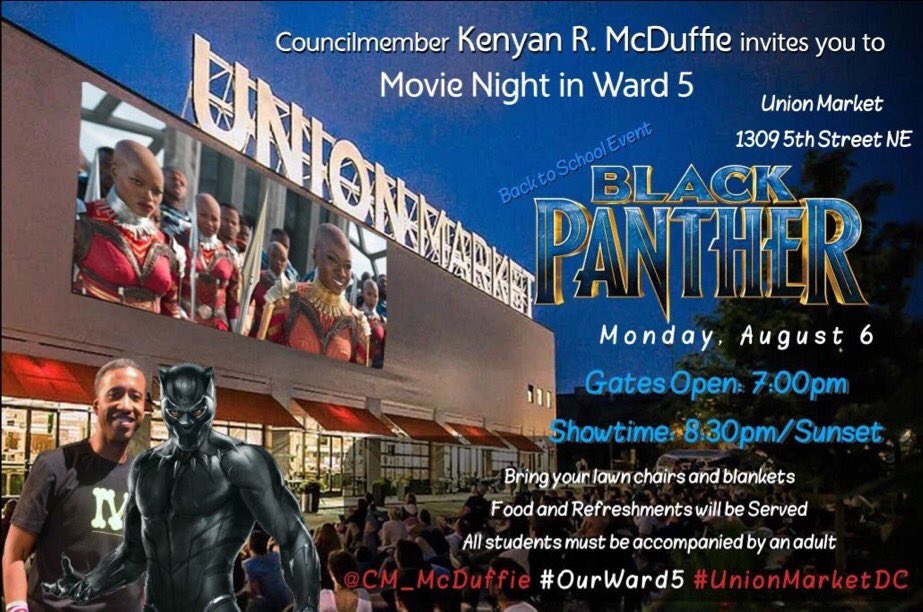 Councilmember Kenyan R. McDuffie invites you to
Movie Night in Ward 5
Union Market
1309 5th Street NE
UNION MARKET
Back to School Event
BLACK
PANTHER
Monday, August 6
Gates Open: 7:00pm
Showtime: 8:30pm/Sunset
Bring your lawn chairs and blankets
Food and Refreshments will be Served
All students must be accompanied by an adult
IV
@CM_McDuffie #OurWard5 #UnionMarketDC